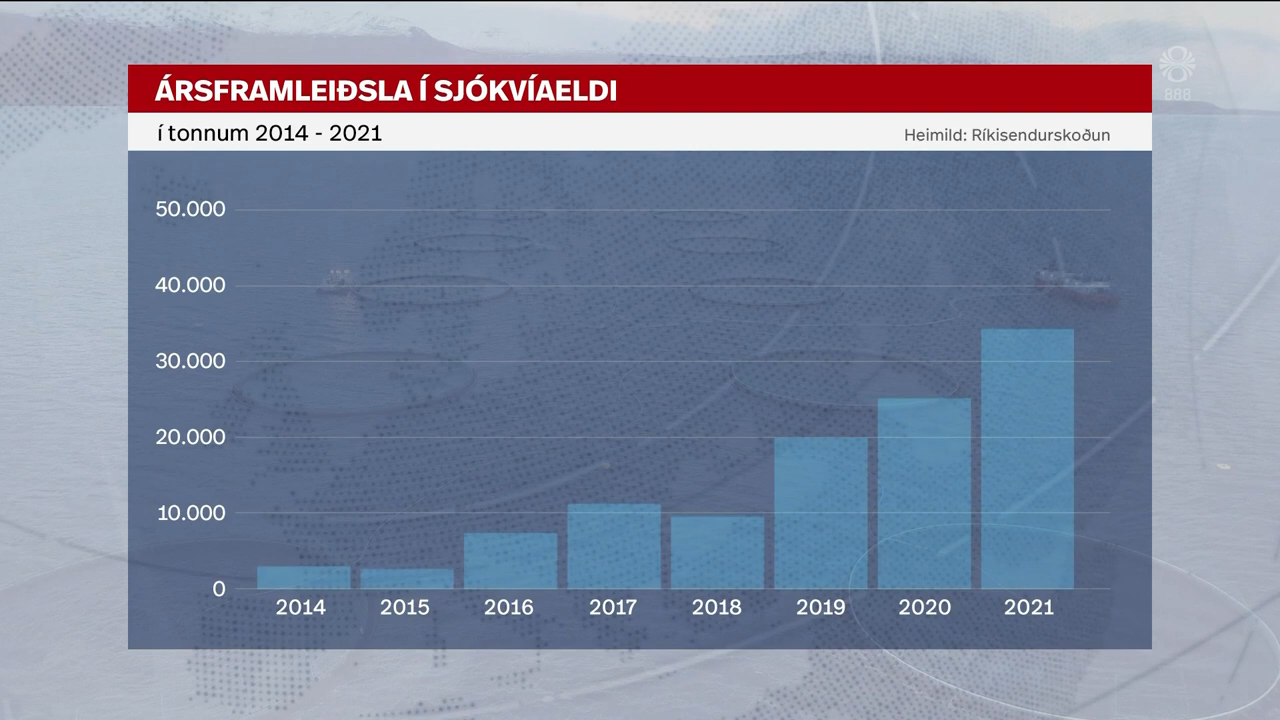 ÁRSFRAMLEIÐSLA Í SJÓKVÍAELDI
888
í tonnum 2014 - 2021
Heimild: Ríkisendurskoðun
50.000
40.000
30.000
20.000
10.000
0
2014 2015 2016 2017 2018 2019 2020 2021